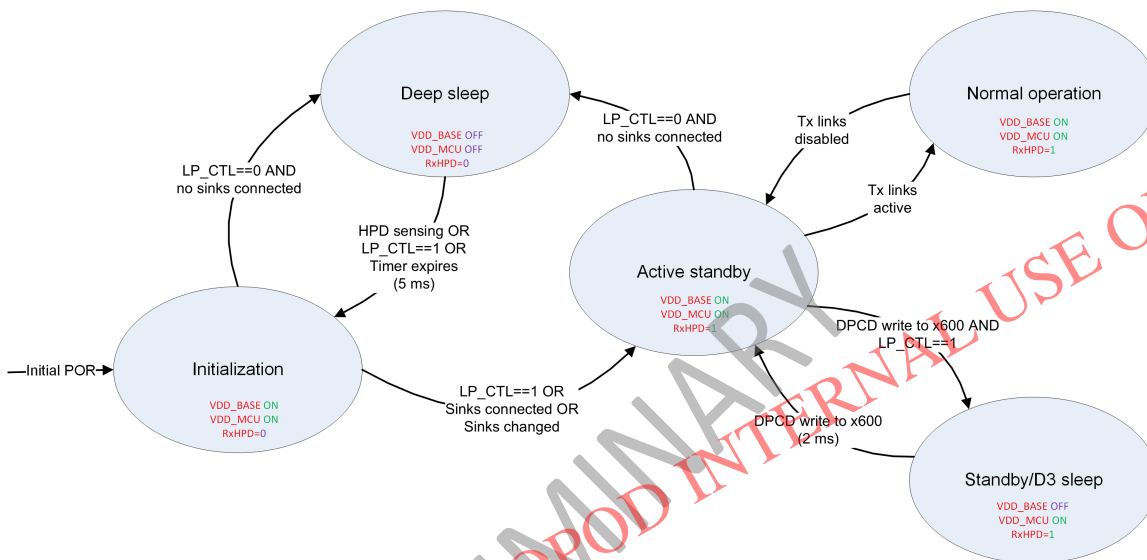 Deep sleep
VDD_BASE OFF
VDD_MCU OFF
RxHPD=0
Normal operation
VDD_BASE ON
VDD_MCU ON
RxHPD=1
LP_CTL==0 AND
no sinks connected
Tx links
disabled
LP_CTL==0 AND
no sinks connected
Tx links
active
HPD sensing OR
LP_CTL==1 OR
Timer expires
(5 ms)
Active standby
VDD_BASE ON
VDD_MCU ON
RxHPD=1
DPCD write to x600 AND
LP_CTL==1
Initial POR
Initialization
VDD_BASE ON
VDD_MCU ON
RxHPD=0
LP_CTL==1 OR
Sinks connected OR
Sinks changed
DPCD write to x600
(2 ms)
Standby/D3 sleep
VDD_BASE OFF
VDD_MCU ON
RxHPD=1
INTERNAL USE